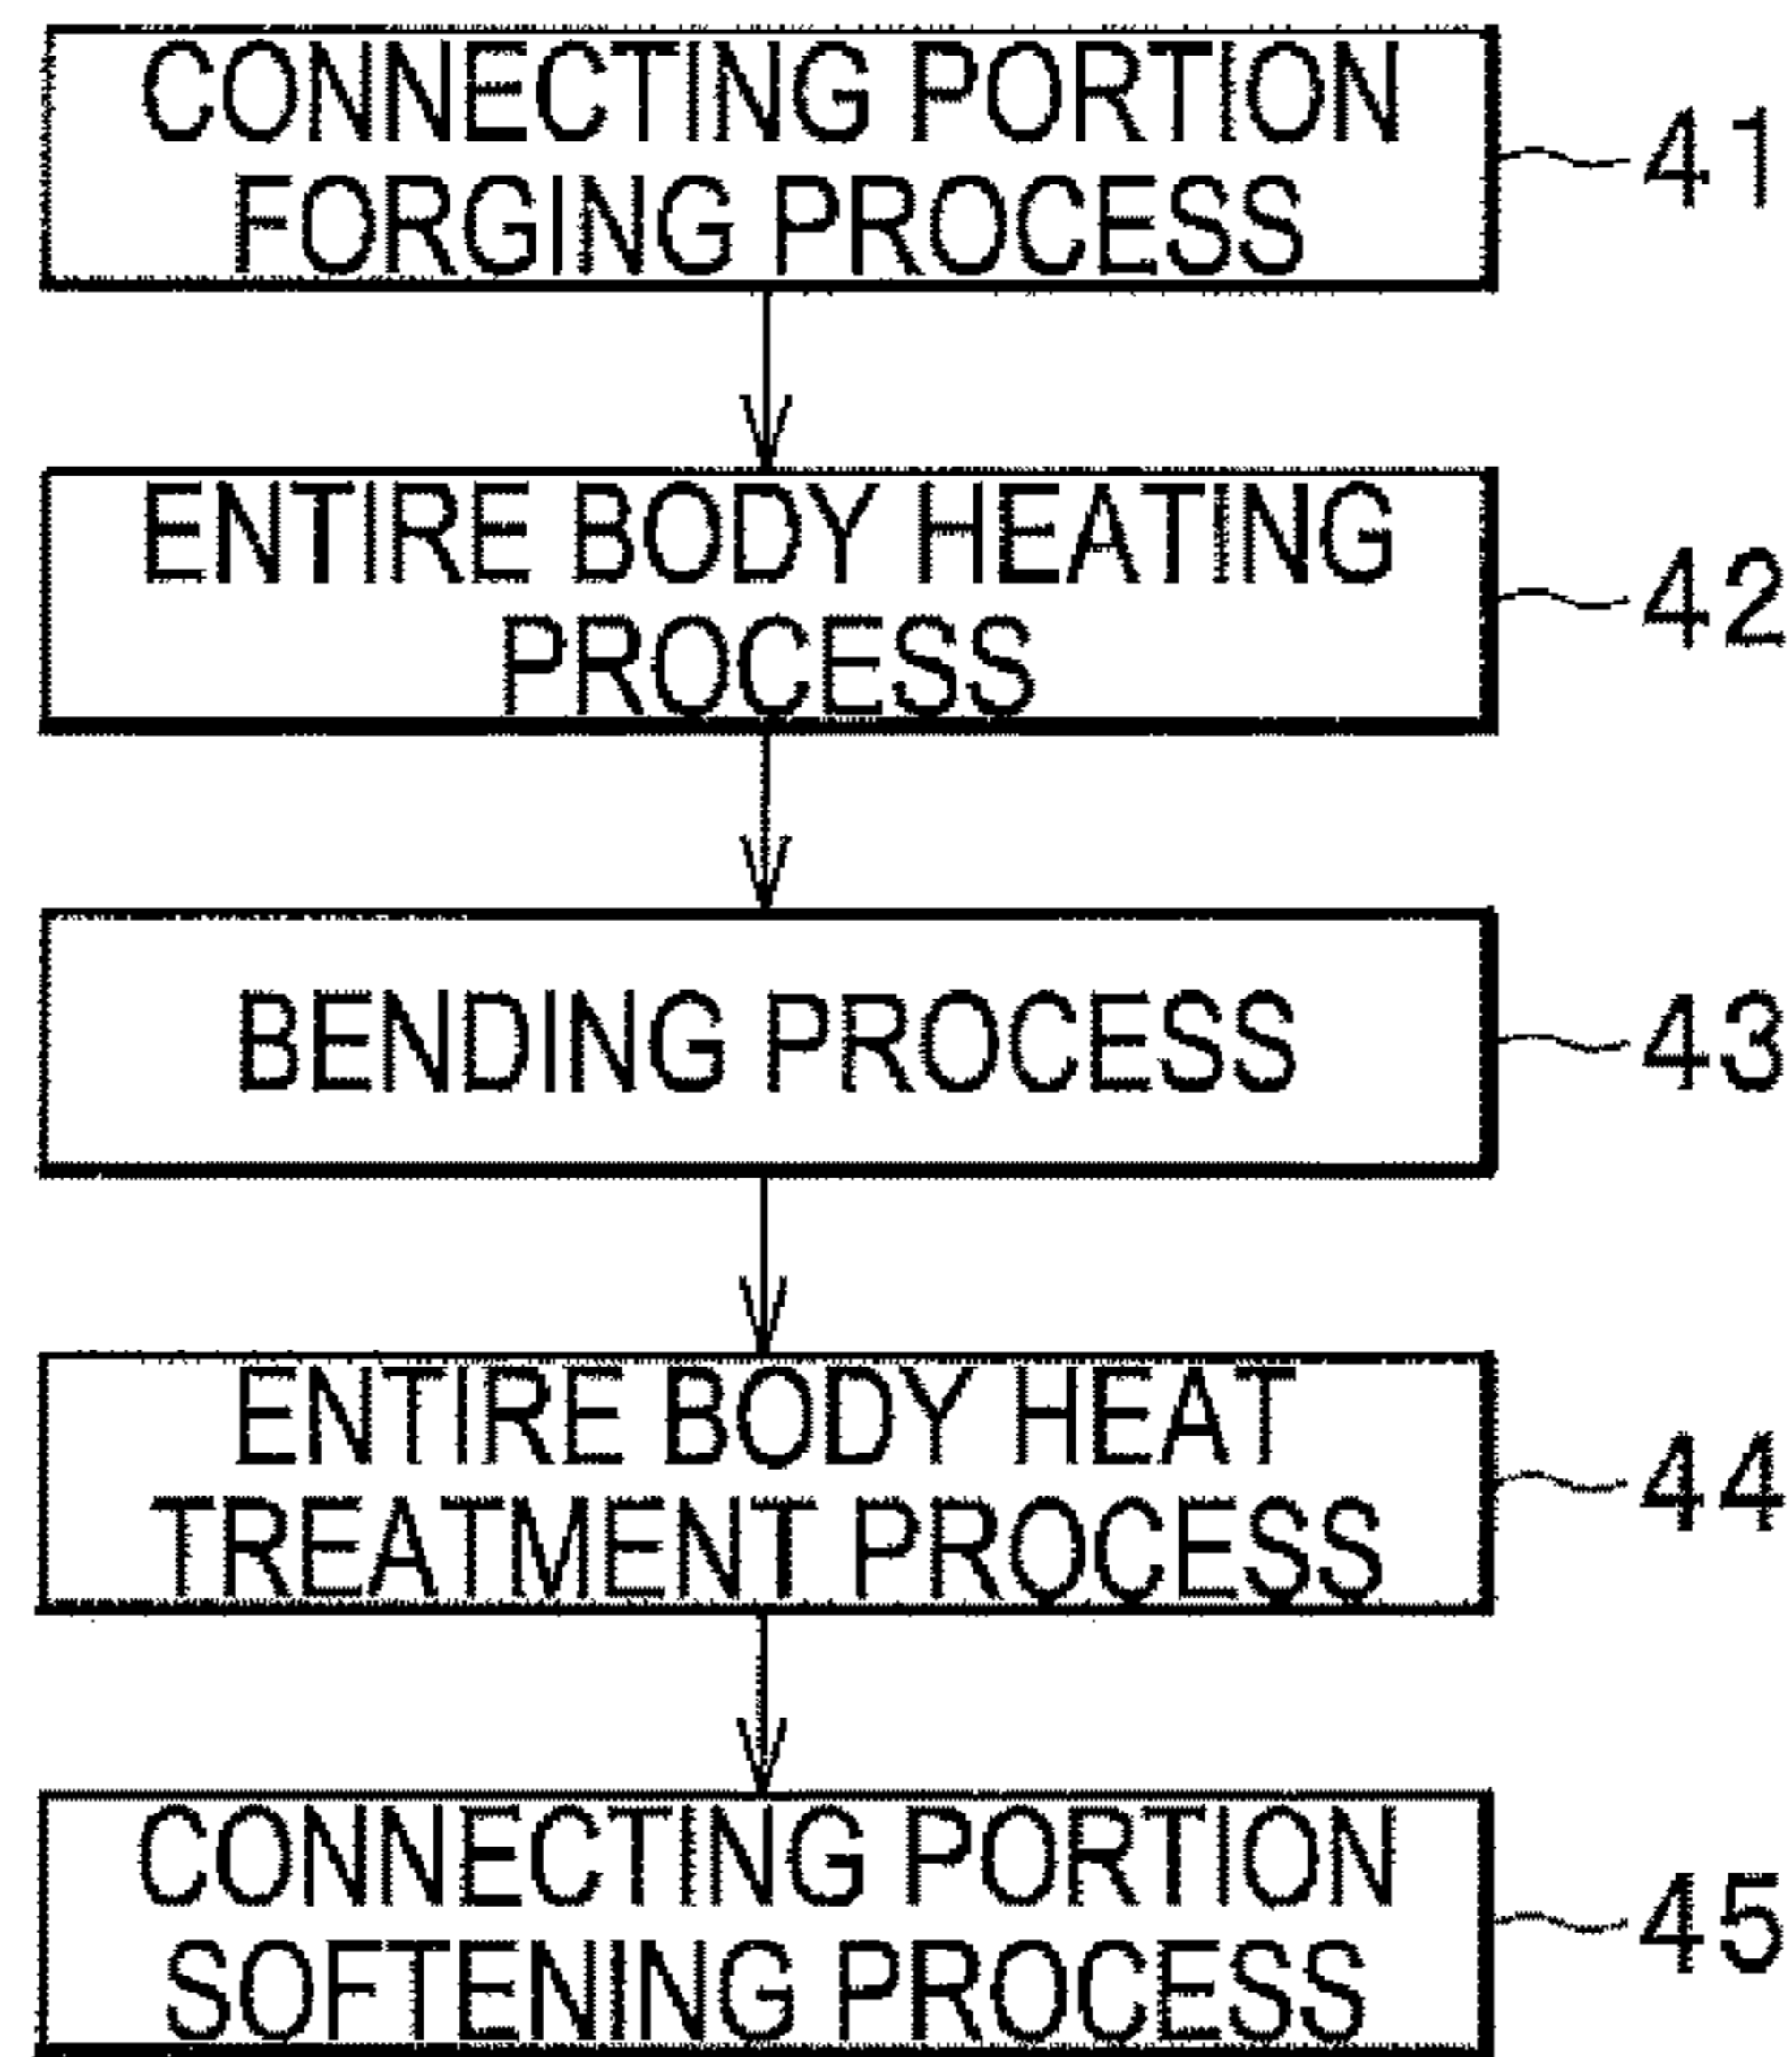 CONNECTING PORTION
FORGING PROCESS
41
ENTIRE BODY HEATING
PROCESS
42
BENDING PROCESS
43
ENTIRE BODY HEAT
TREATMENT PROCESS
44
CONNECTING PORTION
SOFTENING PROCESS
45